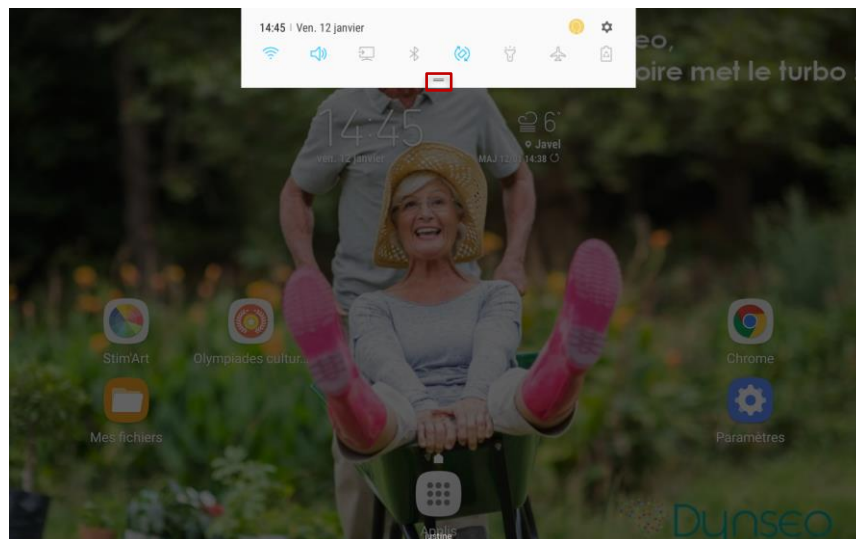 14:45 Ven. 12 janvier
eo,
oire met le turbo !
14:45
ven. 12 janvier
6°
Javel
MAJ 12/01 14:38
Stim'Art
Olympiades cultur...
Chrome
Mes fichiers
Paramètres
Applis
Justine
Dynseo